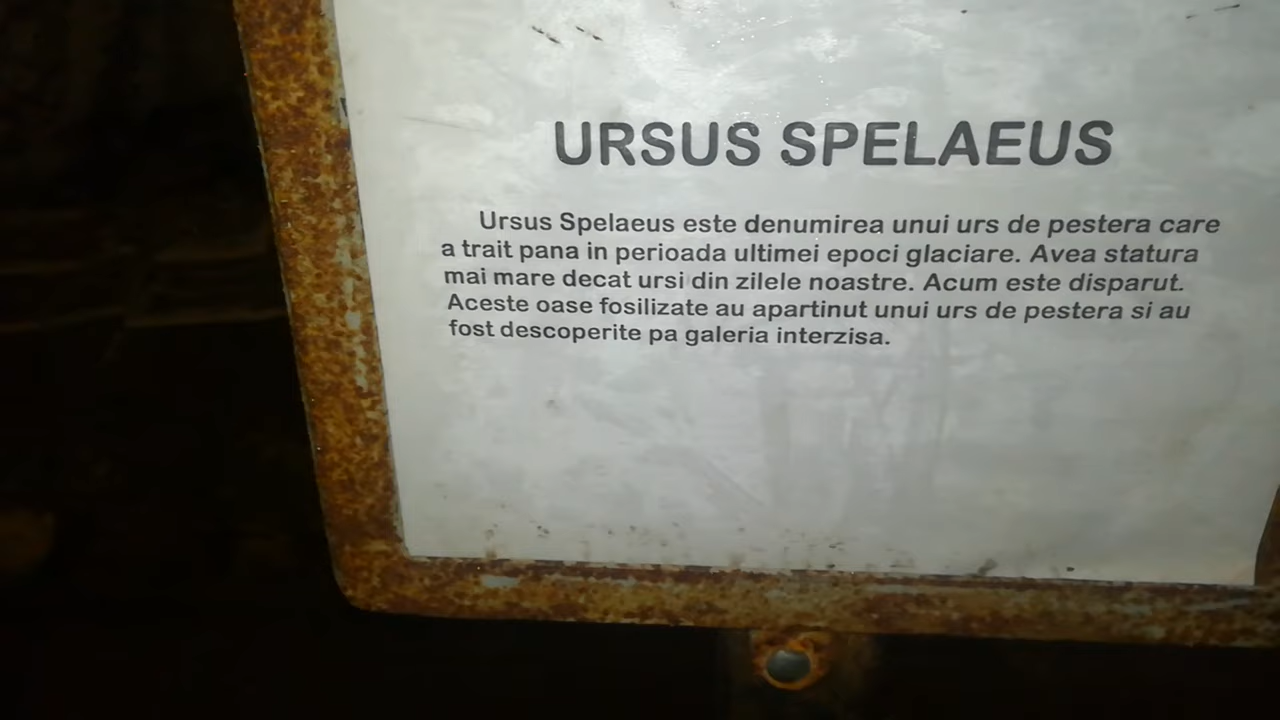 URSUS SPELAEUS
Ursus Spelaeus este denumirea unui urs de pestera care
a trait pana in perioada ultimei epoci glaciare. Avea statura
mai mare decat ursi din zilele noastre. Acum este disparut.
Aceste oase fosilizate au apartinut unui urs de pestera si au
fost descoperite pa galeria interzisa.